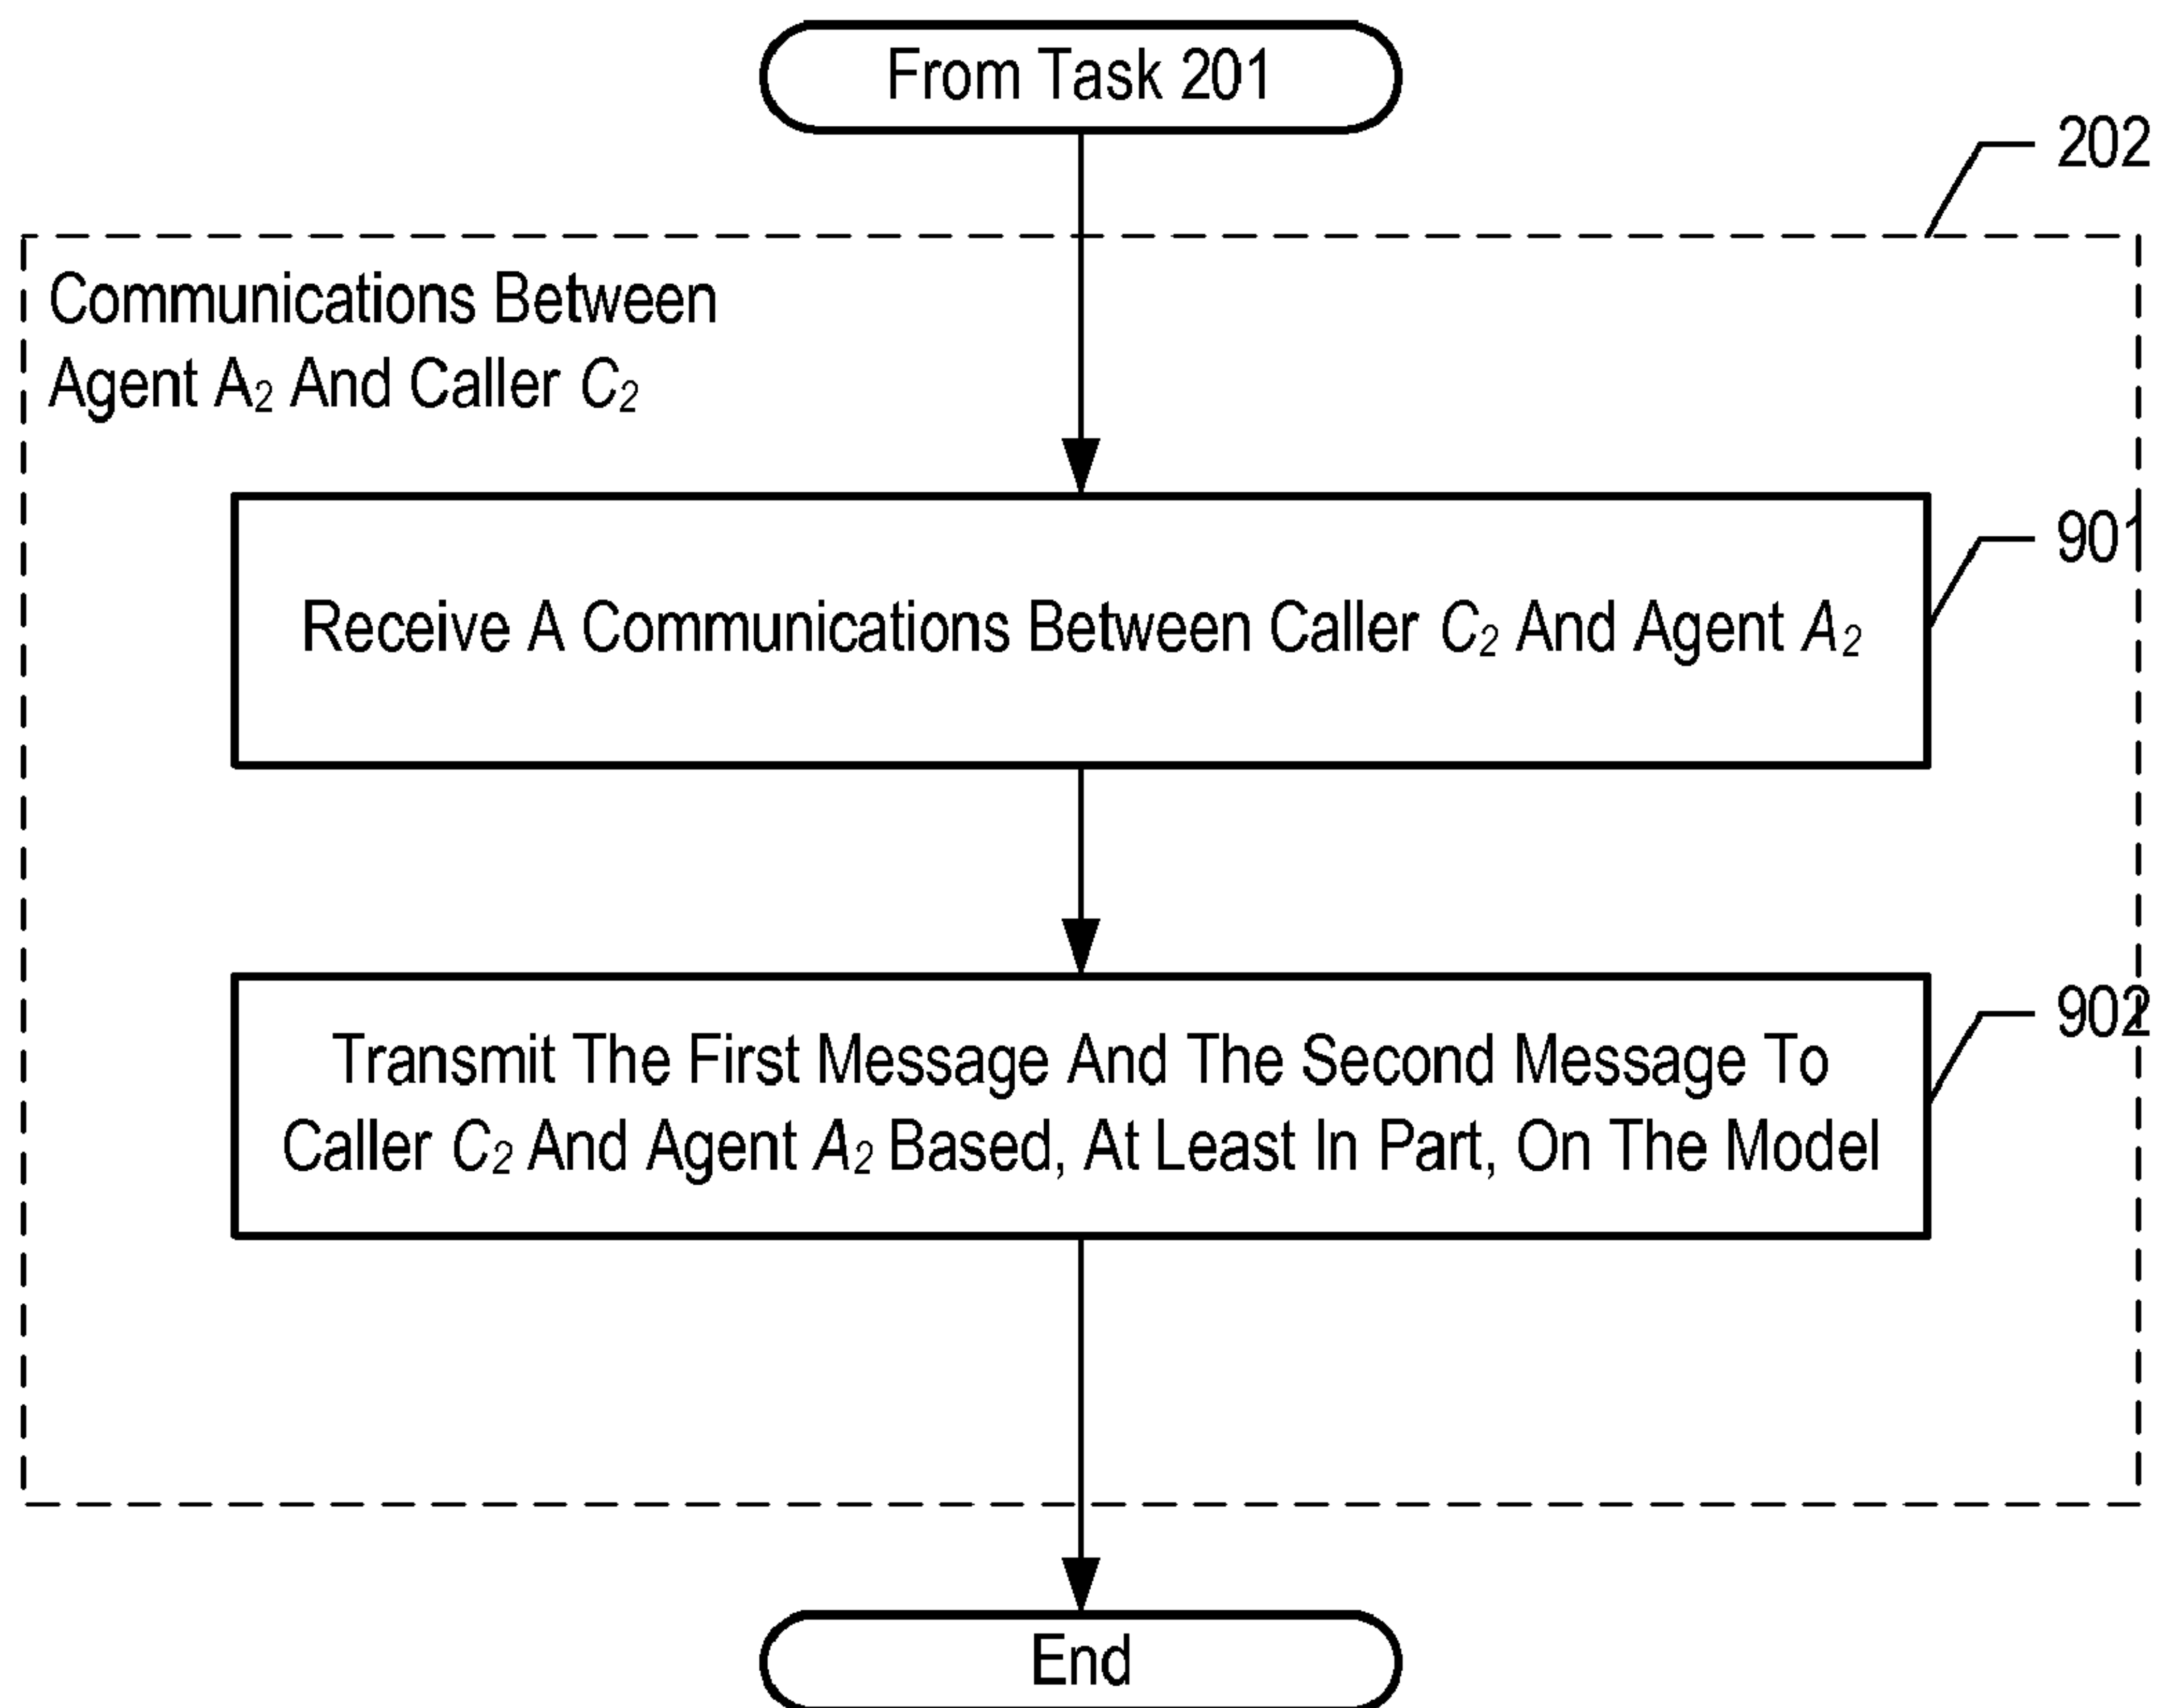 From Task 201
202
Communications Between
Agent A₂ And Caller C₂
Receive A Communications Between Caller C₂ And Agent A₂
901
Transmit The First Message And The Second Message To
Caller C₂ And Agent A₂ Based, At Least In Part, On The Model
902
End